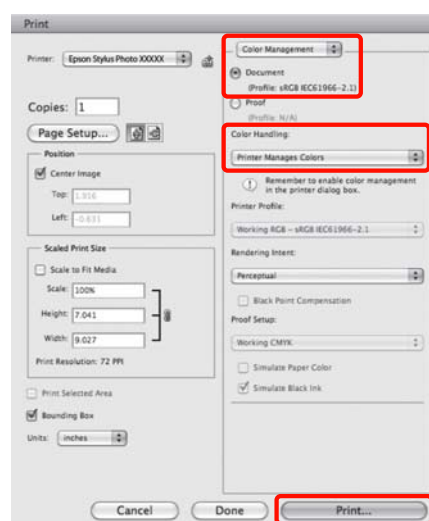 Print
Printer: Epson Stylus Photo XXXXX
Copies: 1
Page Setup...
Position
Center Image
Top: 1.916
Left: -0.631
Scaled Print Size
Scale to Fit Media
Scale: 100%
Height: 7.041
Width: 9.027
Print Resolution: 72 PPI
Print Selected Area
Bounding Box
Units: inches
Color Management
Document
(Profile: sRGB IEC61966-2.1)
Proof
(Profile: N/A)
Color Handling:
Printer Manages Colors
Remember to enable color management
in the printer dialog box.
Printer Profile:
Working RGB - sRGB IEC61966-2.1
Rendering Intent:
Perceptual
Black Point Compensation
Proof Setup:
Working CMYK
Simulate Paper Color
Simulate Black Ink
Cancel
Done
Print...